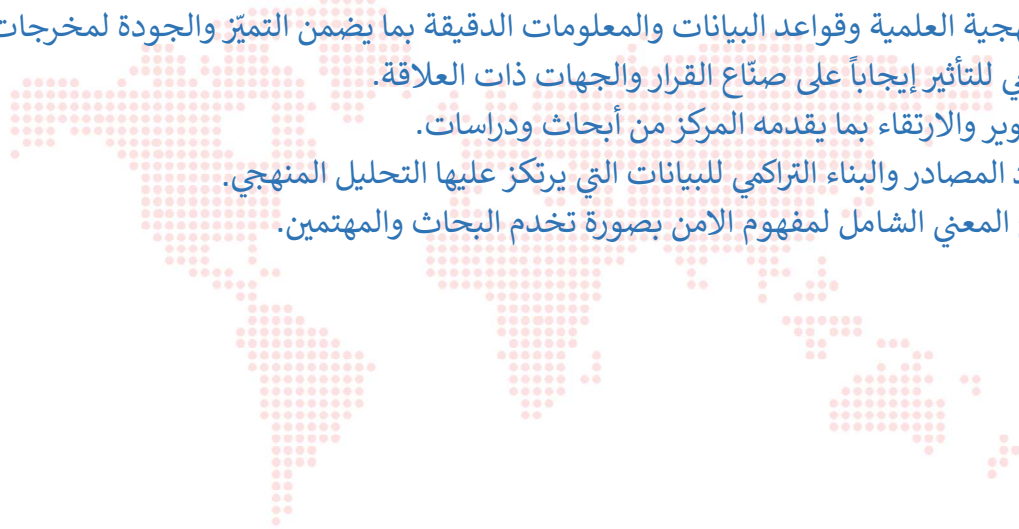 العلمية وقواعد البيانات والمعلومات الدقيقة بما يضمن التميّز والجودة لمخرجات
للتأثير إيجاباً على صنّاع القرار والجهات ذات العلاقة.
والارتقاء بما يقدمه المركز من أبحاث ودراسات.
المصادر والبناء التراكمي للبيانات التي يرتكز عليها التحليل المنهجي.
المعني الشامل لمفهوم الامن بصورة تخدم البحاث والمهتمين.